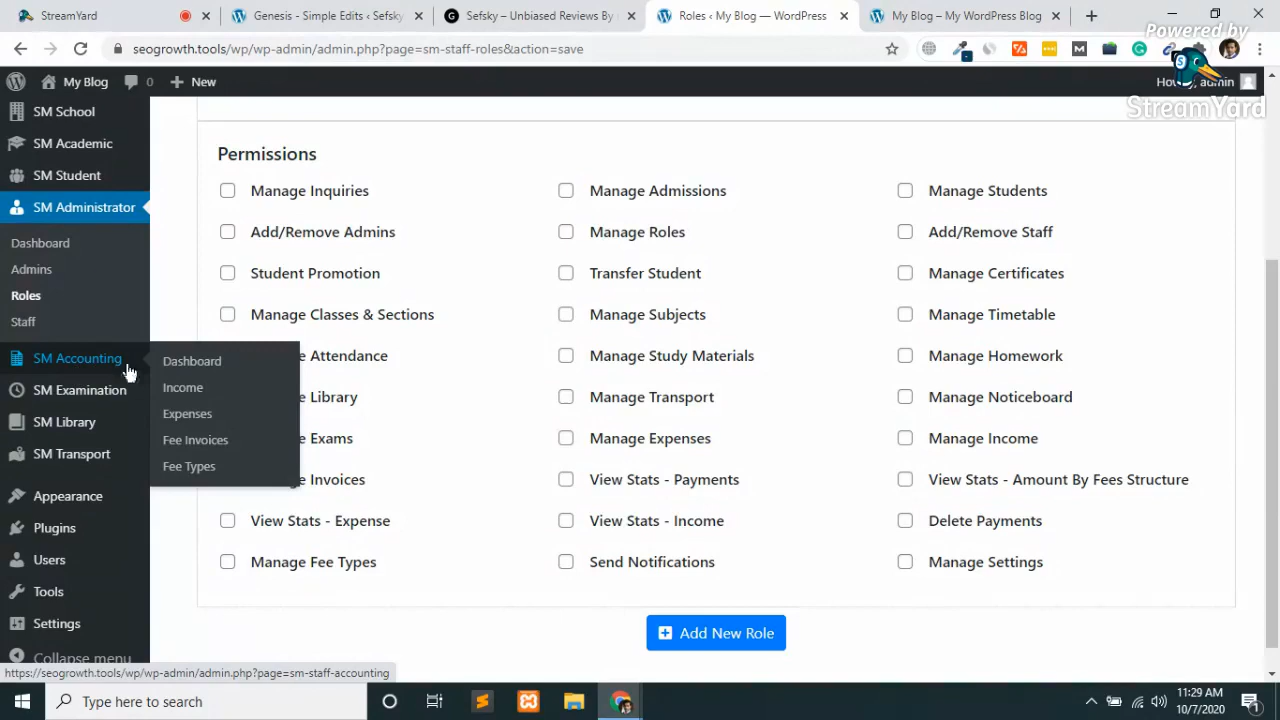 StreamYard
Genesis - Simple Edits ‹ Sefsky
Sefsky - Unbiased Reviews By
Roles ‹ My Blog — WordPress
My Blog – My WordPress Blog
Powered by
seogrowth.tools/wp/wp-admin/admin.php?page=sm-staff-roles&action=save
My Blog
0
New
Howdy, admin
StreamYard
SM School
SM Academic
SM Student
SM Administrator
Dashboard
Admins
Roles
Staff
SM Accounting
SM Examination
SM Library
SM Transport
Appearance
Plugins
Users
Tools
Settings
Collapse menu
Dashboard
Income
Expenses
Fee Invoices
Fee Types
Permissions
Manage Inquiries
Manage Admissions
Manage Students
Add/Remove Admins
Manage Roles
Add/Remove Staff
Student Promotion
Transfer Student
Manage Certificates
Manage Classes & Sections
Manage Subjects
Manage Timetable
e Attendance
Manage Study Materials
Manage Homework
e Library
Manage Transport
Manage Noticeboard
e Exams
Manage Expenses
Manage Income
e Invoices
View Stats - Payments
View Stats - Amount By Fees Structure
View Stats - Expense
View Stats - Income
Delete Payments
Manage Fee Types
Send Notifications
Manage Settings
Add New Role
https://seogrowth.tools/wp/wp-admin/admin.php?page=sm-staff-accounting
Type here to search
11:29 AM
10/7/2020
1